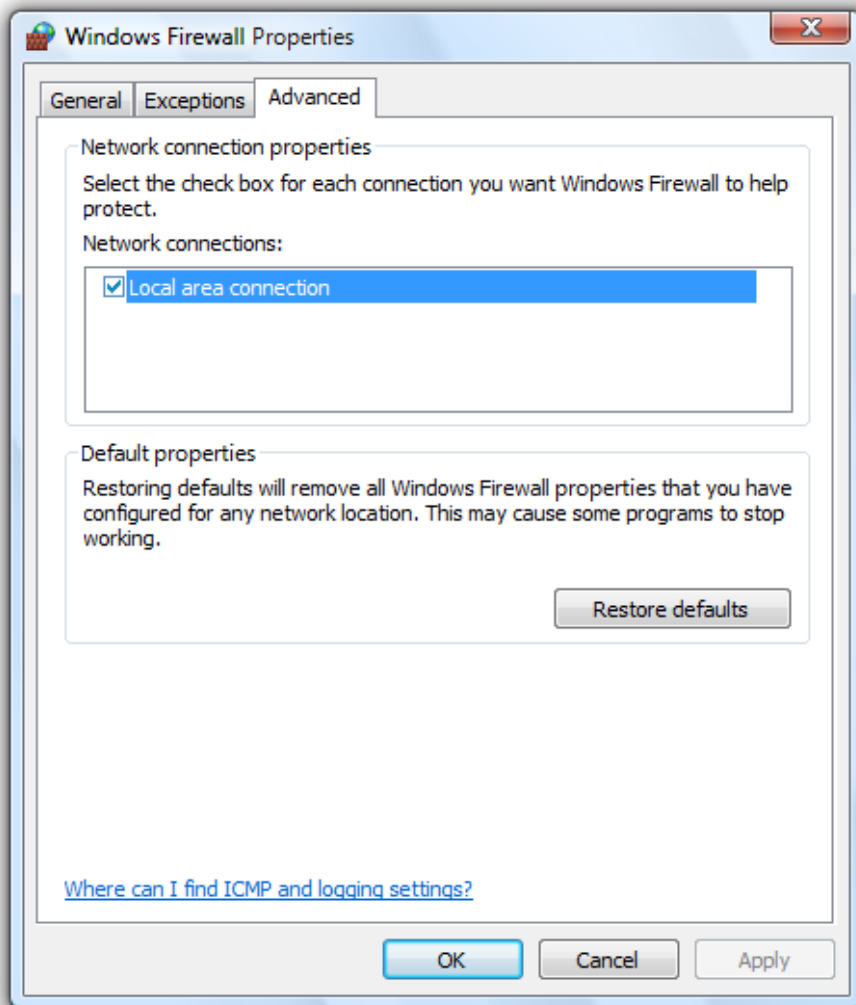 Windows Firewall Properties
General
Exceptions
Advanced
Network connection properties
Select the check box for each connection you want Windows Firewall to help
protect.
Network connections:
Local area connection
Default properties
Restoring defaults will remove all Windows Firewall properties that you have
configured for any network location. This may cause some programs to stop
working.
Restore defaults
Where can I find ICMP and logging settings?
OK
Cancel
Apply